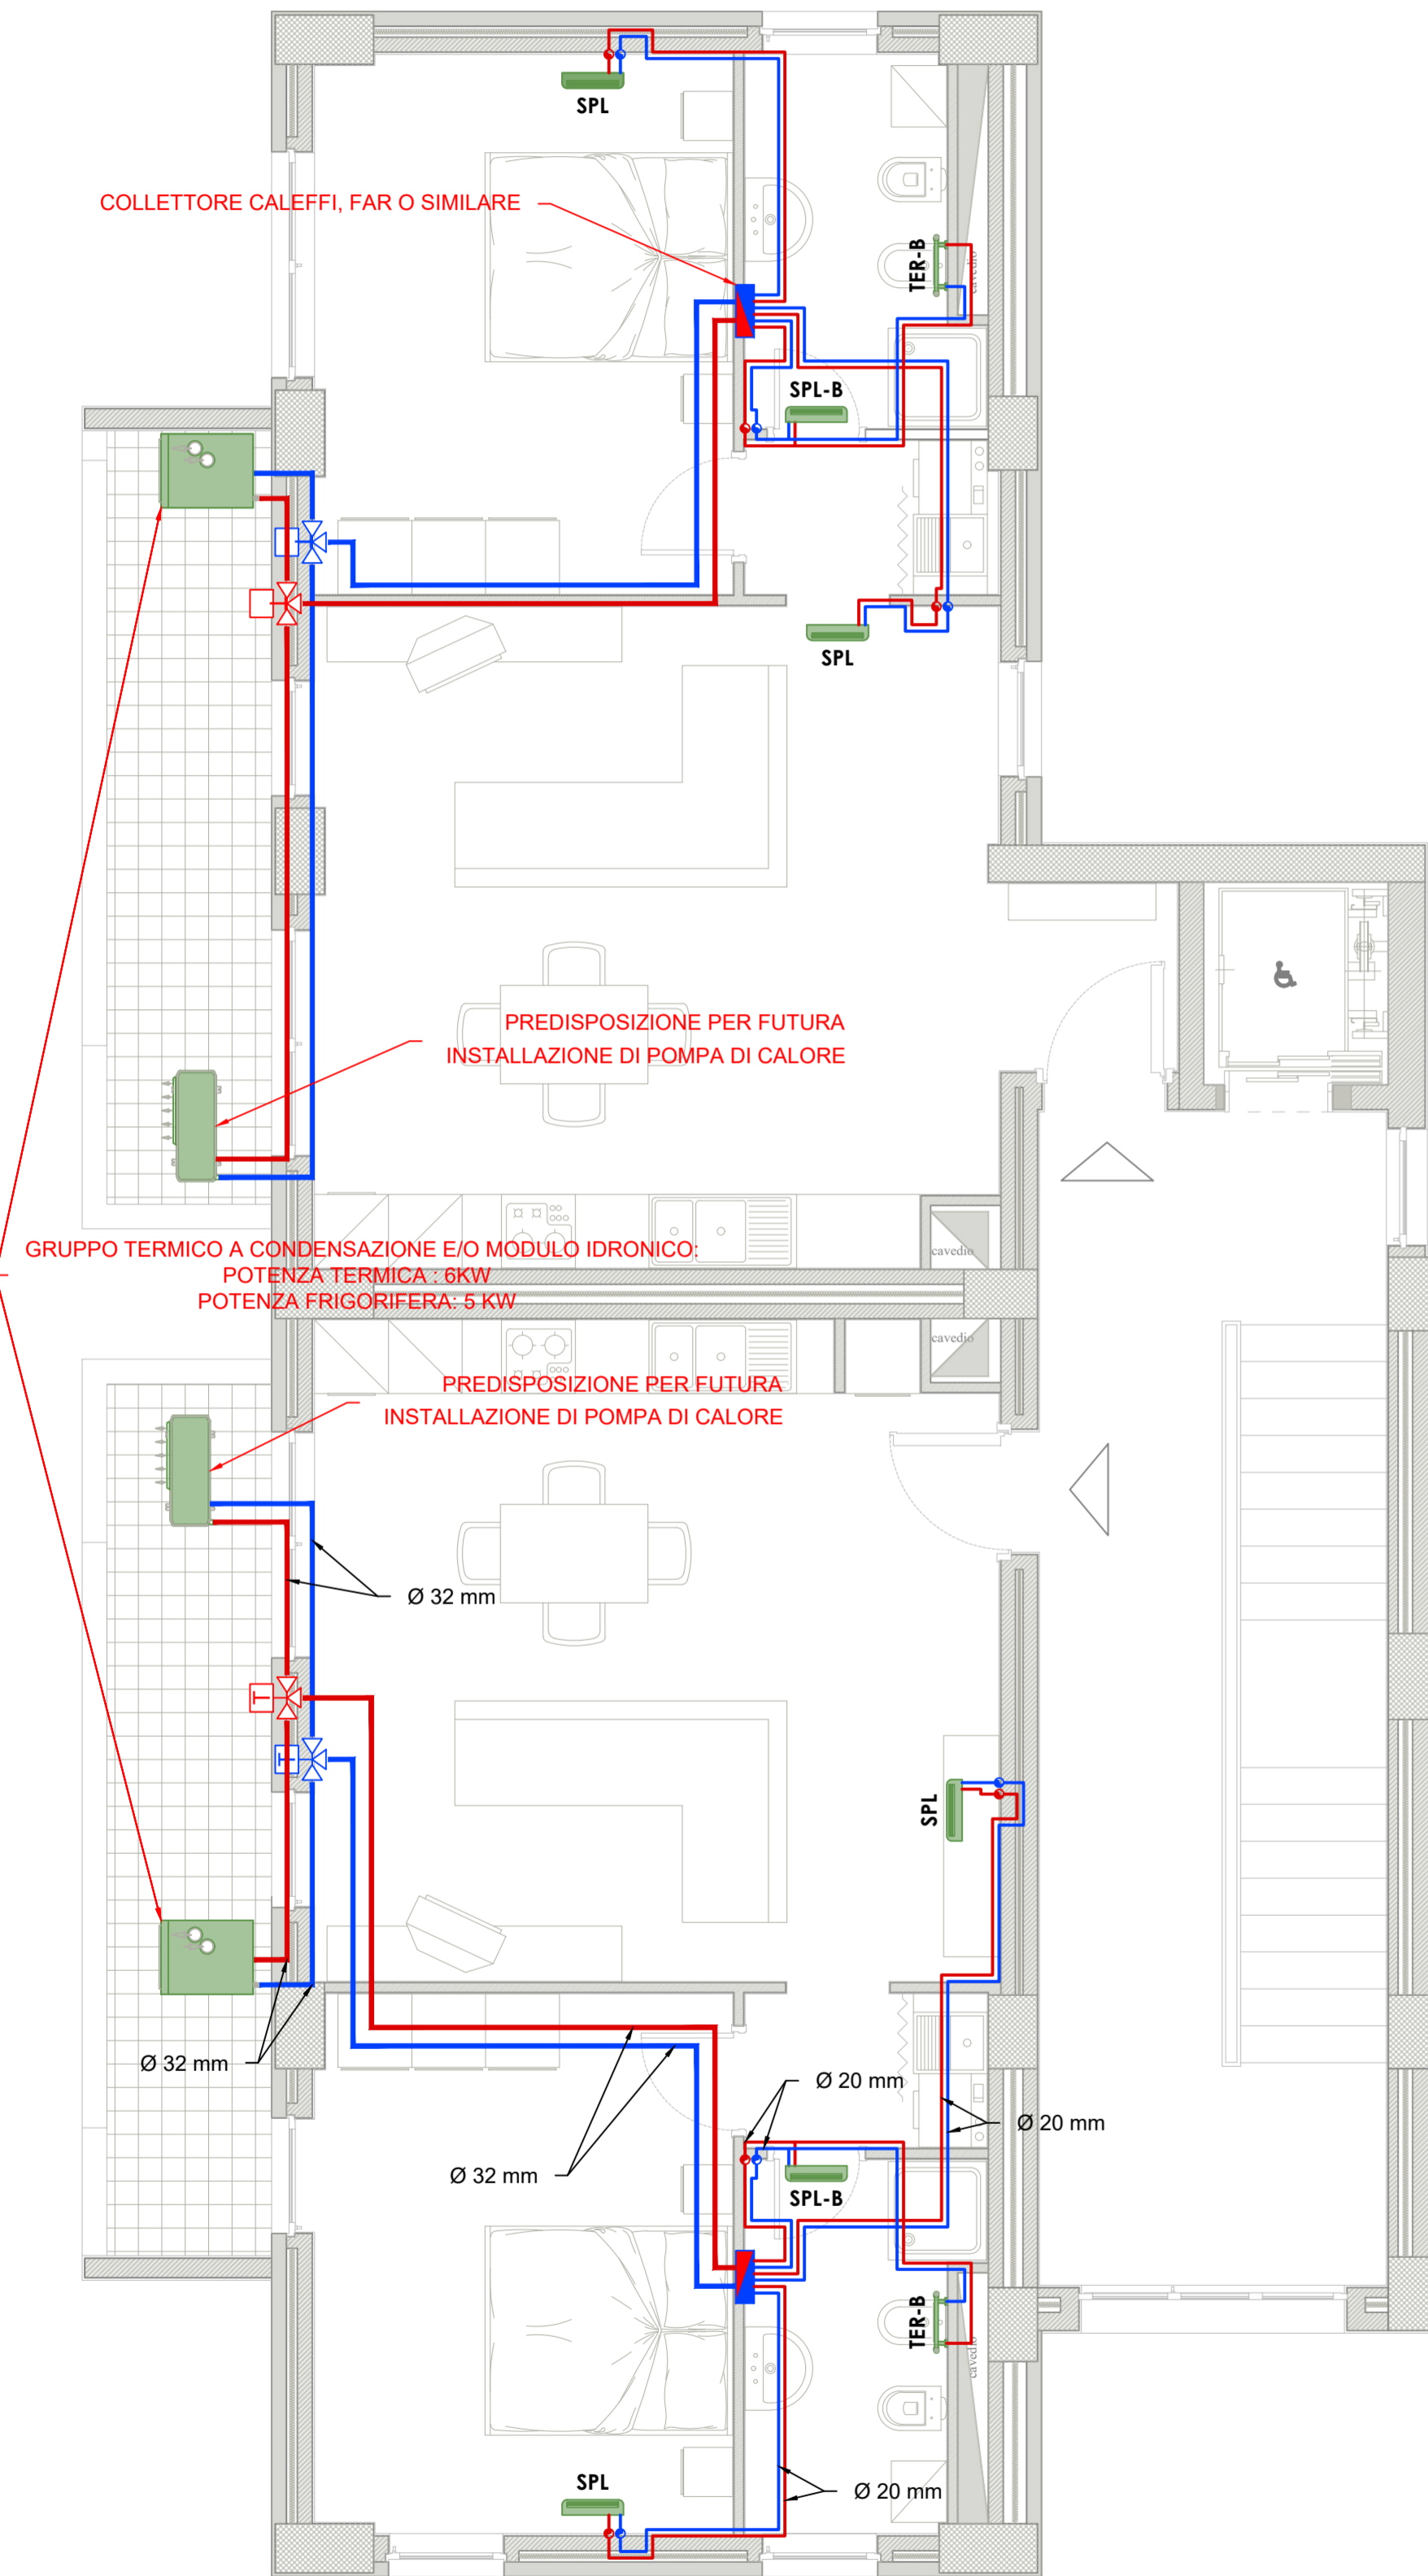 SPL
COLLETTORE CALEFFI, FAR O SIMILARE
TER-B
cavedio
SPL-B
SPL
PREDISPOSIZIONE PER FUTURA
INSTALLAZIONE DI POMPA DI CALORE
cavedio
GRUPPO TERMICO A CONDENSAZIONE E/O MODULO IDRONICO:
POTENZA TERMICA : 6KW
POTENZA FRIGORIFERA: 5 KW
cavedio
PREDISPOSIZIONE PER FUTURA
INSTALLAZIONE DI POMPA DI CALORE
Ø 32 mm
T
T
SPL
Ø 32 mm
Ø 20 mm
Ø 20 mm
Ø 32 mm
SPL-B
TER-B
cavedio
SPL
Ø 20 mm